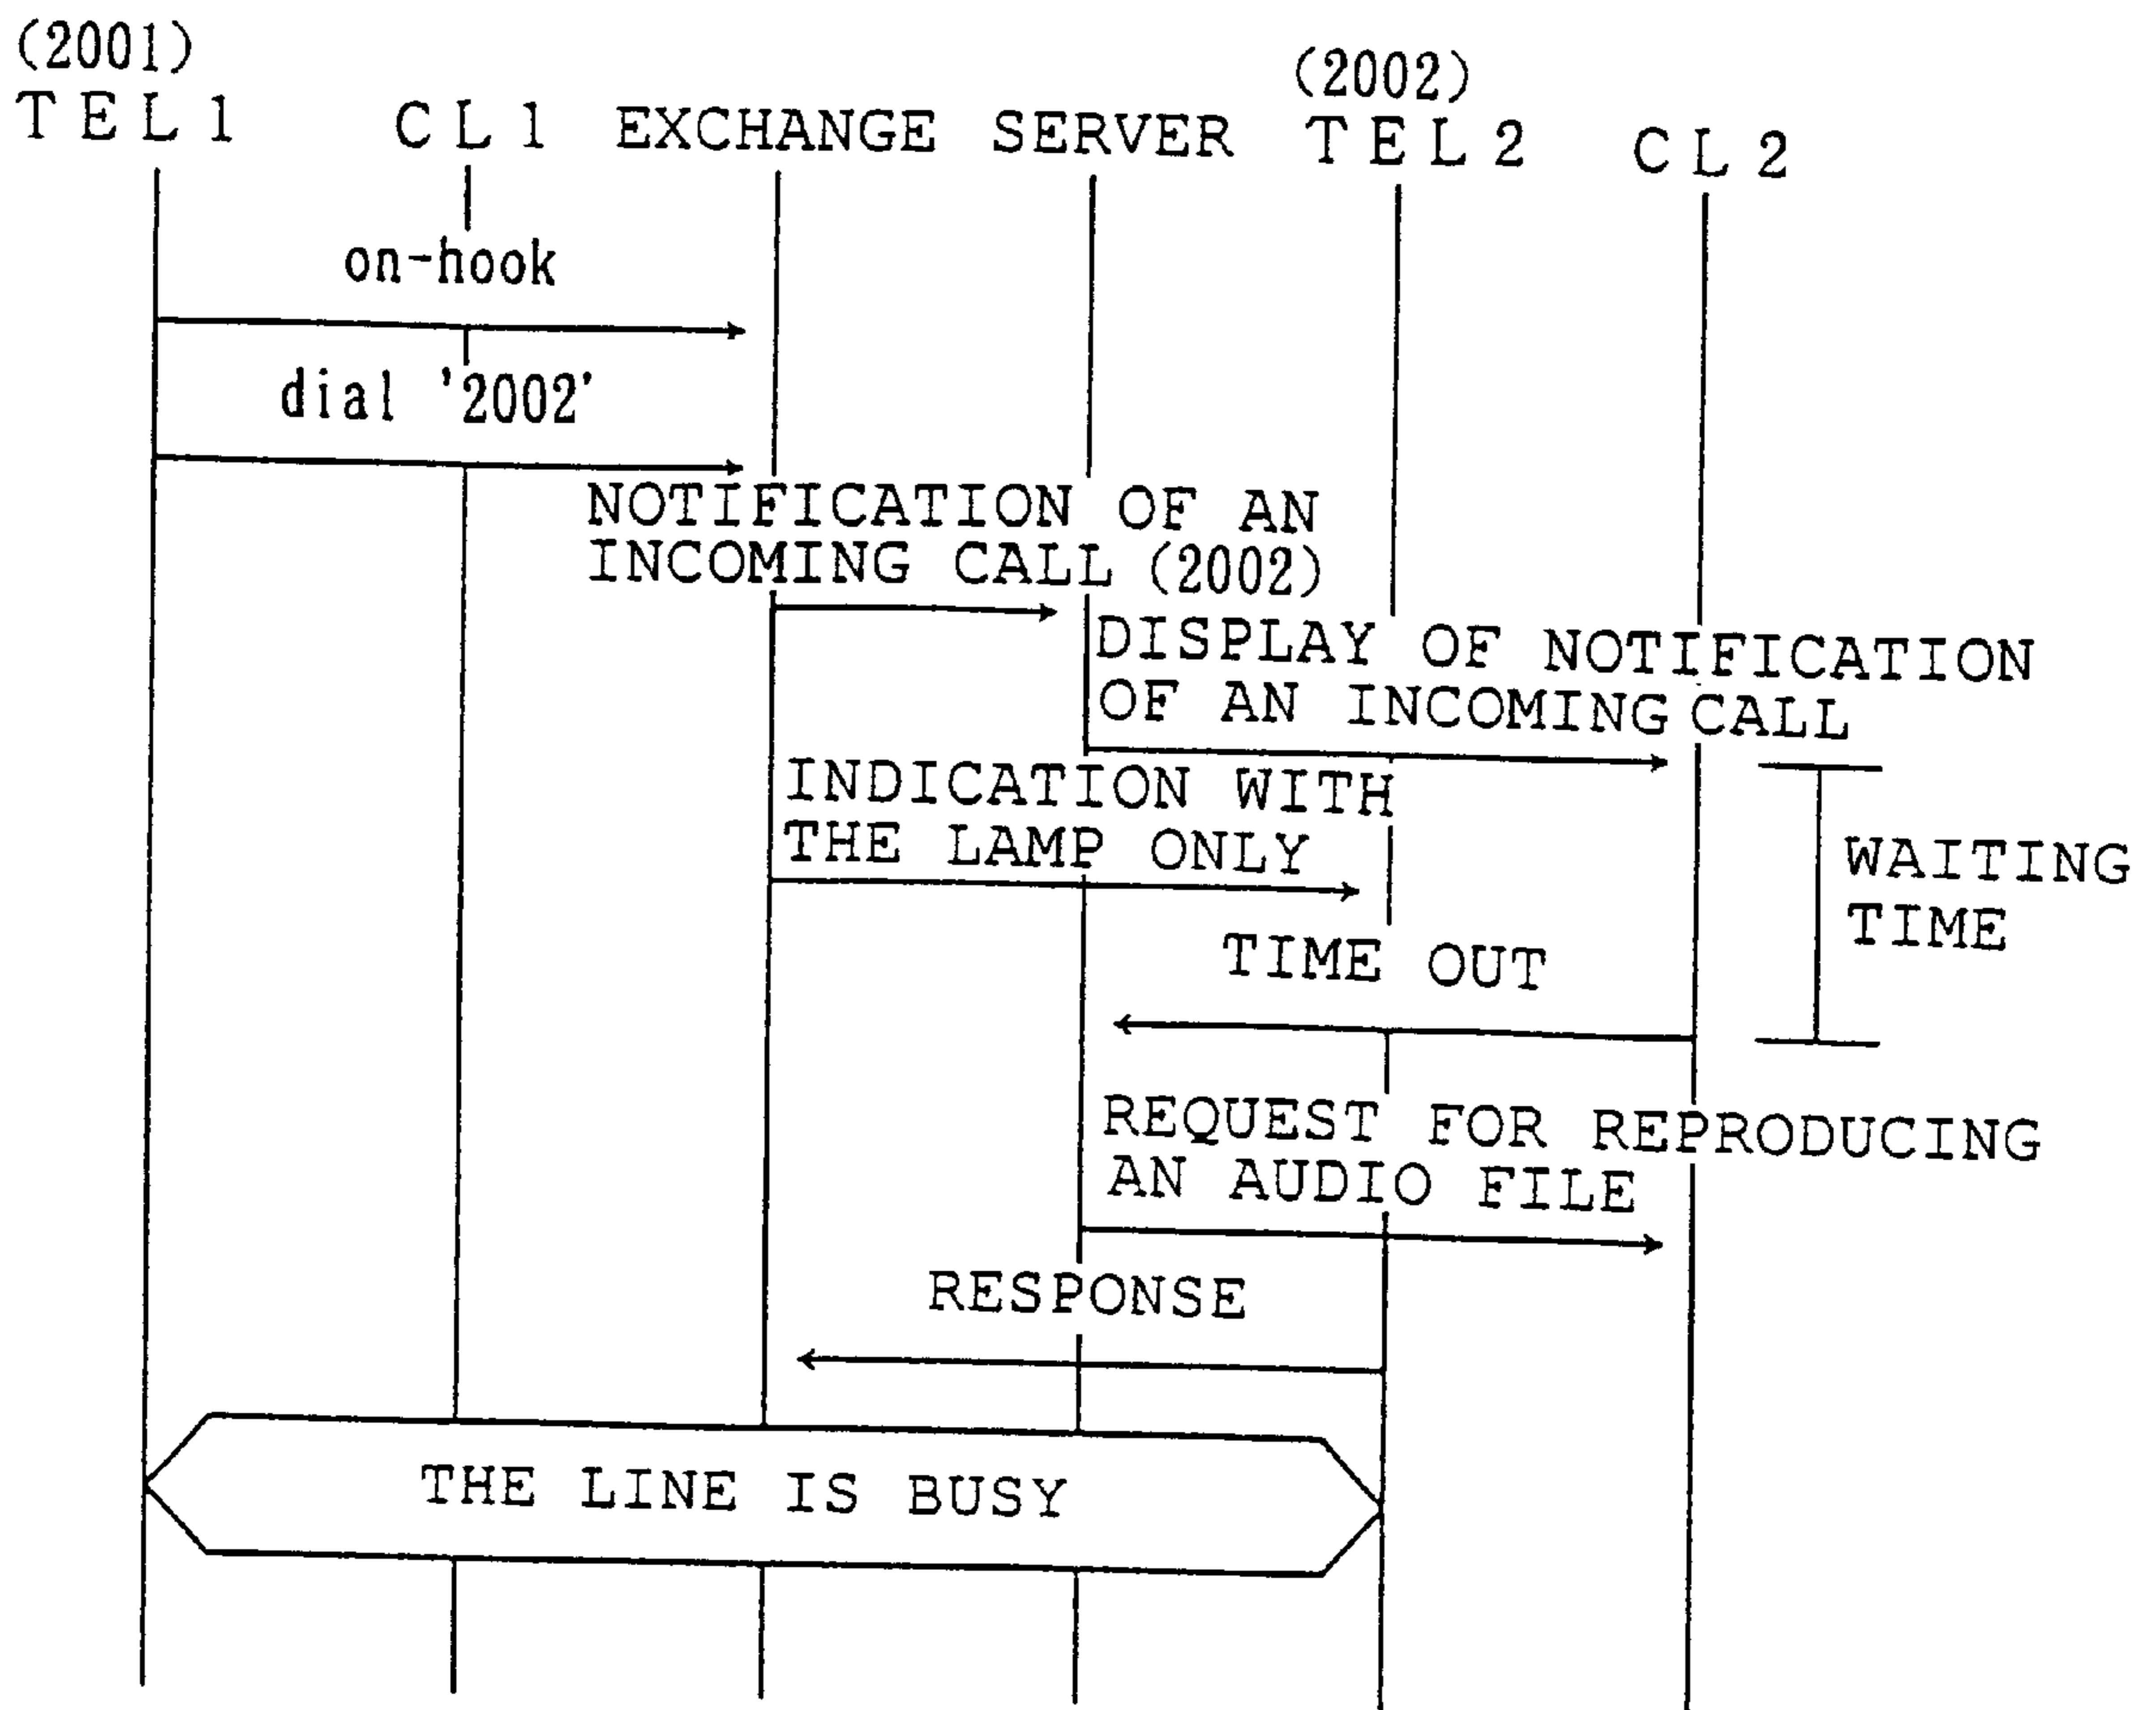 (2001)
TEL1
CL1
EXCHANGE
SERVER
(2002)
TEL2
CL2
on-hook
dial '2002'
NOTIFICATION OF AN
INCOMING CALL (2002)
DISPLAY OF NOTIFICATION
OF AN INCOMING CALL
INDICATION WITH
THE LAMP ONLY
WAITING
TIME
TIME OUT
REQUEST FOR REPRODUCING
AN AUDIO FILE
RESPONSE
THE LINE IS BUSY